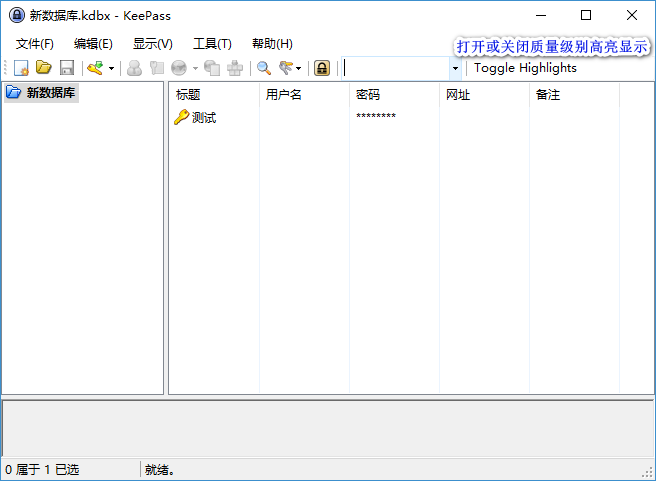 新数据库.kdbx - KeePass
文件(F) 编辑(E) 显示(V) 工具(T) 帮助(H)
打开或关闭质量级别高亮显示
Toggle Highlights
新数据库
标题 用户名 密码 网址 备注
测试 ********
0 属于 1 已选 就绪。